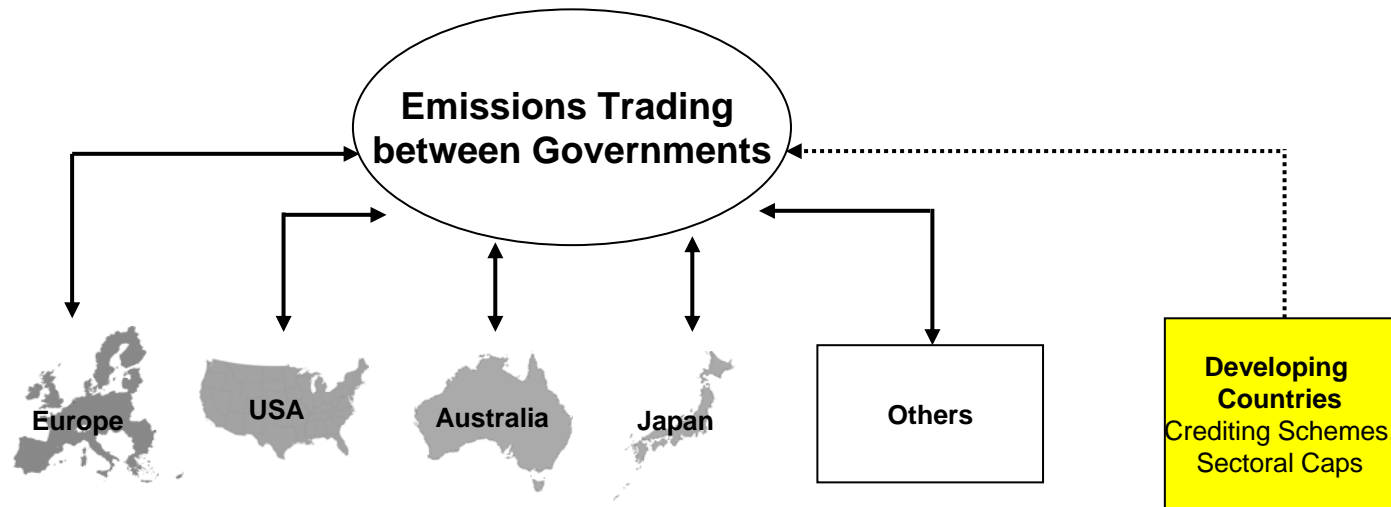 Emissions Trading
between Governments
Europe
USA
Australia
Japan
Others
Developing
Countries
Crediting Schemes
Sectoral Caps